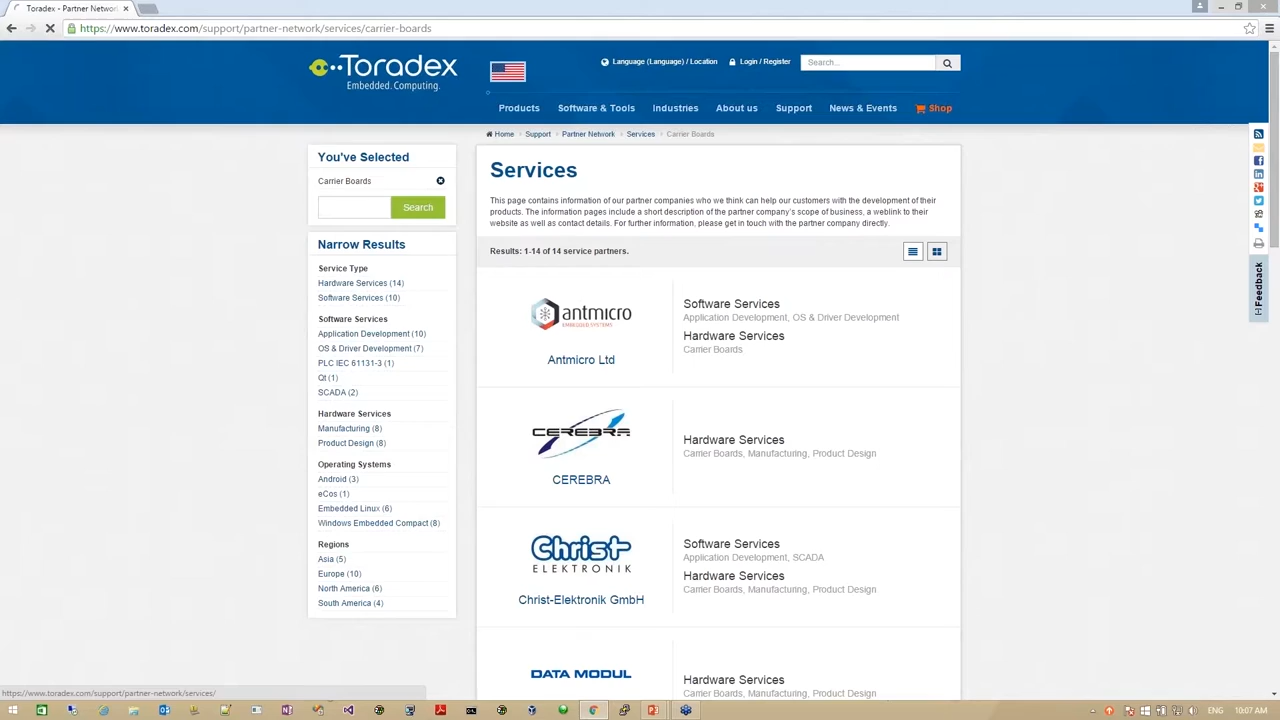 Toradex - Partner Networ
https://www.toradex.com/support/partner-network/services/carrier-boards
Toradex
Embedded. Computing.
Language (Language) / Location
Login / Register
Search...
Products
Software & Tools
Industries
About us
Support
News & Events
Shop
Home
Support
Partner Network
Services
Carrier Boards
You've Selected
Carrier Boards
Search
Narrow Results
Service Type
Hardware Services (14)
Software Services (10)
Software Services
Application Development (10)
OS & Driver Development (7)
PLC IEC 61131-3 (1)
Qt (1)
SCADA (2)
Hardware Services
Manufacturing (8)
Product Design (8)
Operating Systems
Android (3)
eCos (1)
Embedded Linux (6)
Windows Embedded Compact (8)
Regions
Asia (5)
Europe (10)
North America (6)
South America (4)
Services
This page contains information of our partner companies who we think can help our customers with the development of their
products. The information pages include a short description of the partner company's scope of business, a weblink to their
website as well as contact details. For further information, please get in touch with the partner company directly.
Results: 1-14 of 14 service partners.
antmicro
EMBEDDED SYSTEMS
Antmicro Ltd
Software Services
Application Development, OS & Driver Development
Hardware Services
Carrier Boards
CEREBRA
CEREBRA
Hardware Services
Carrier Boards, Manufacturing, Product Design
Christ
ELEKTRONIK
Christ-Elektronik GmbH
Software Services
Application Development, SCADA
Hardware Services
Carrier Boards, Manufacturing, Product Design
DATA MODUL
Hardware Services
Carrier Boards, Manufacturing, Product Design
Feedback
https://www.toradex.com/support/partner-network/services/
ENG
10:07 AM